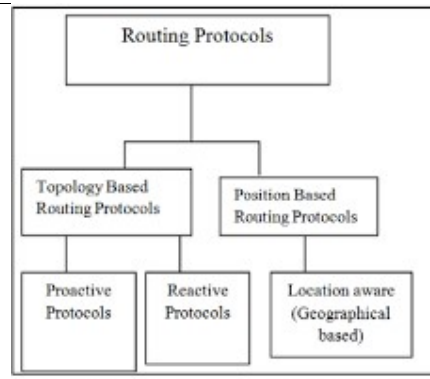 Routing Protocols
Topology Based
Routing Protocols
Position Based
Routing Protocols
Proactive
Protocols
Reactive
Protocols
Location aware
(Geographical
based)